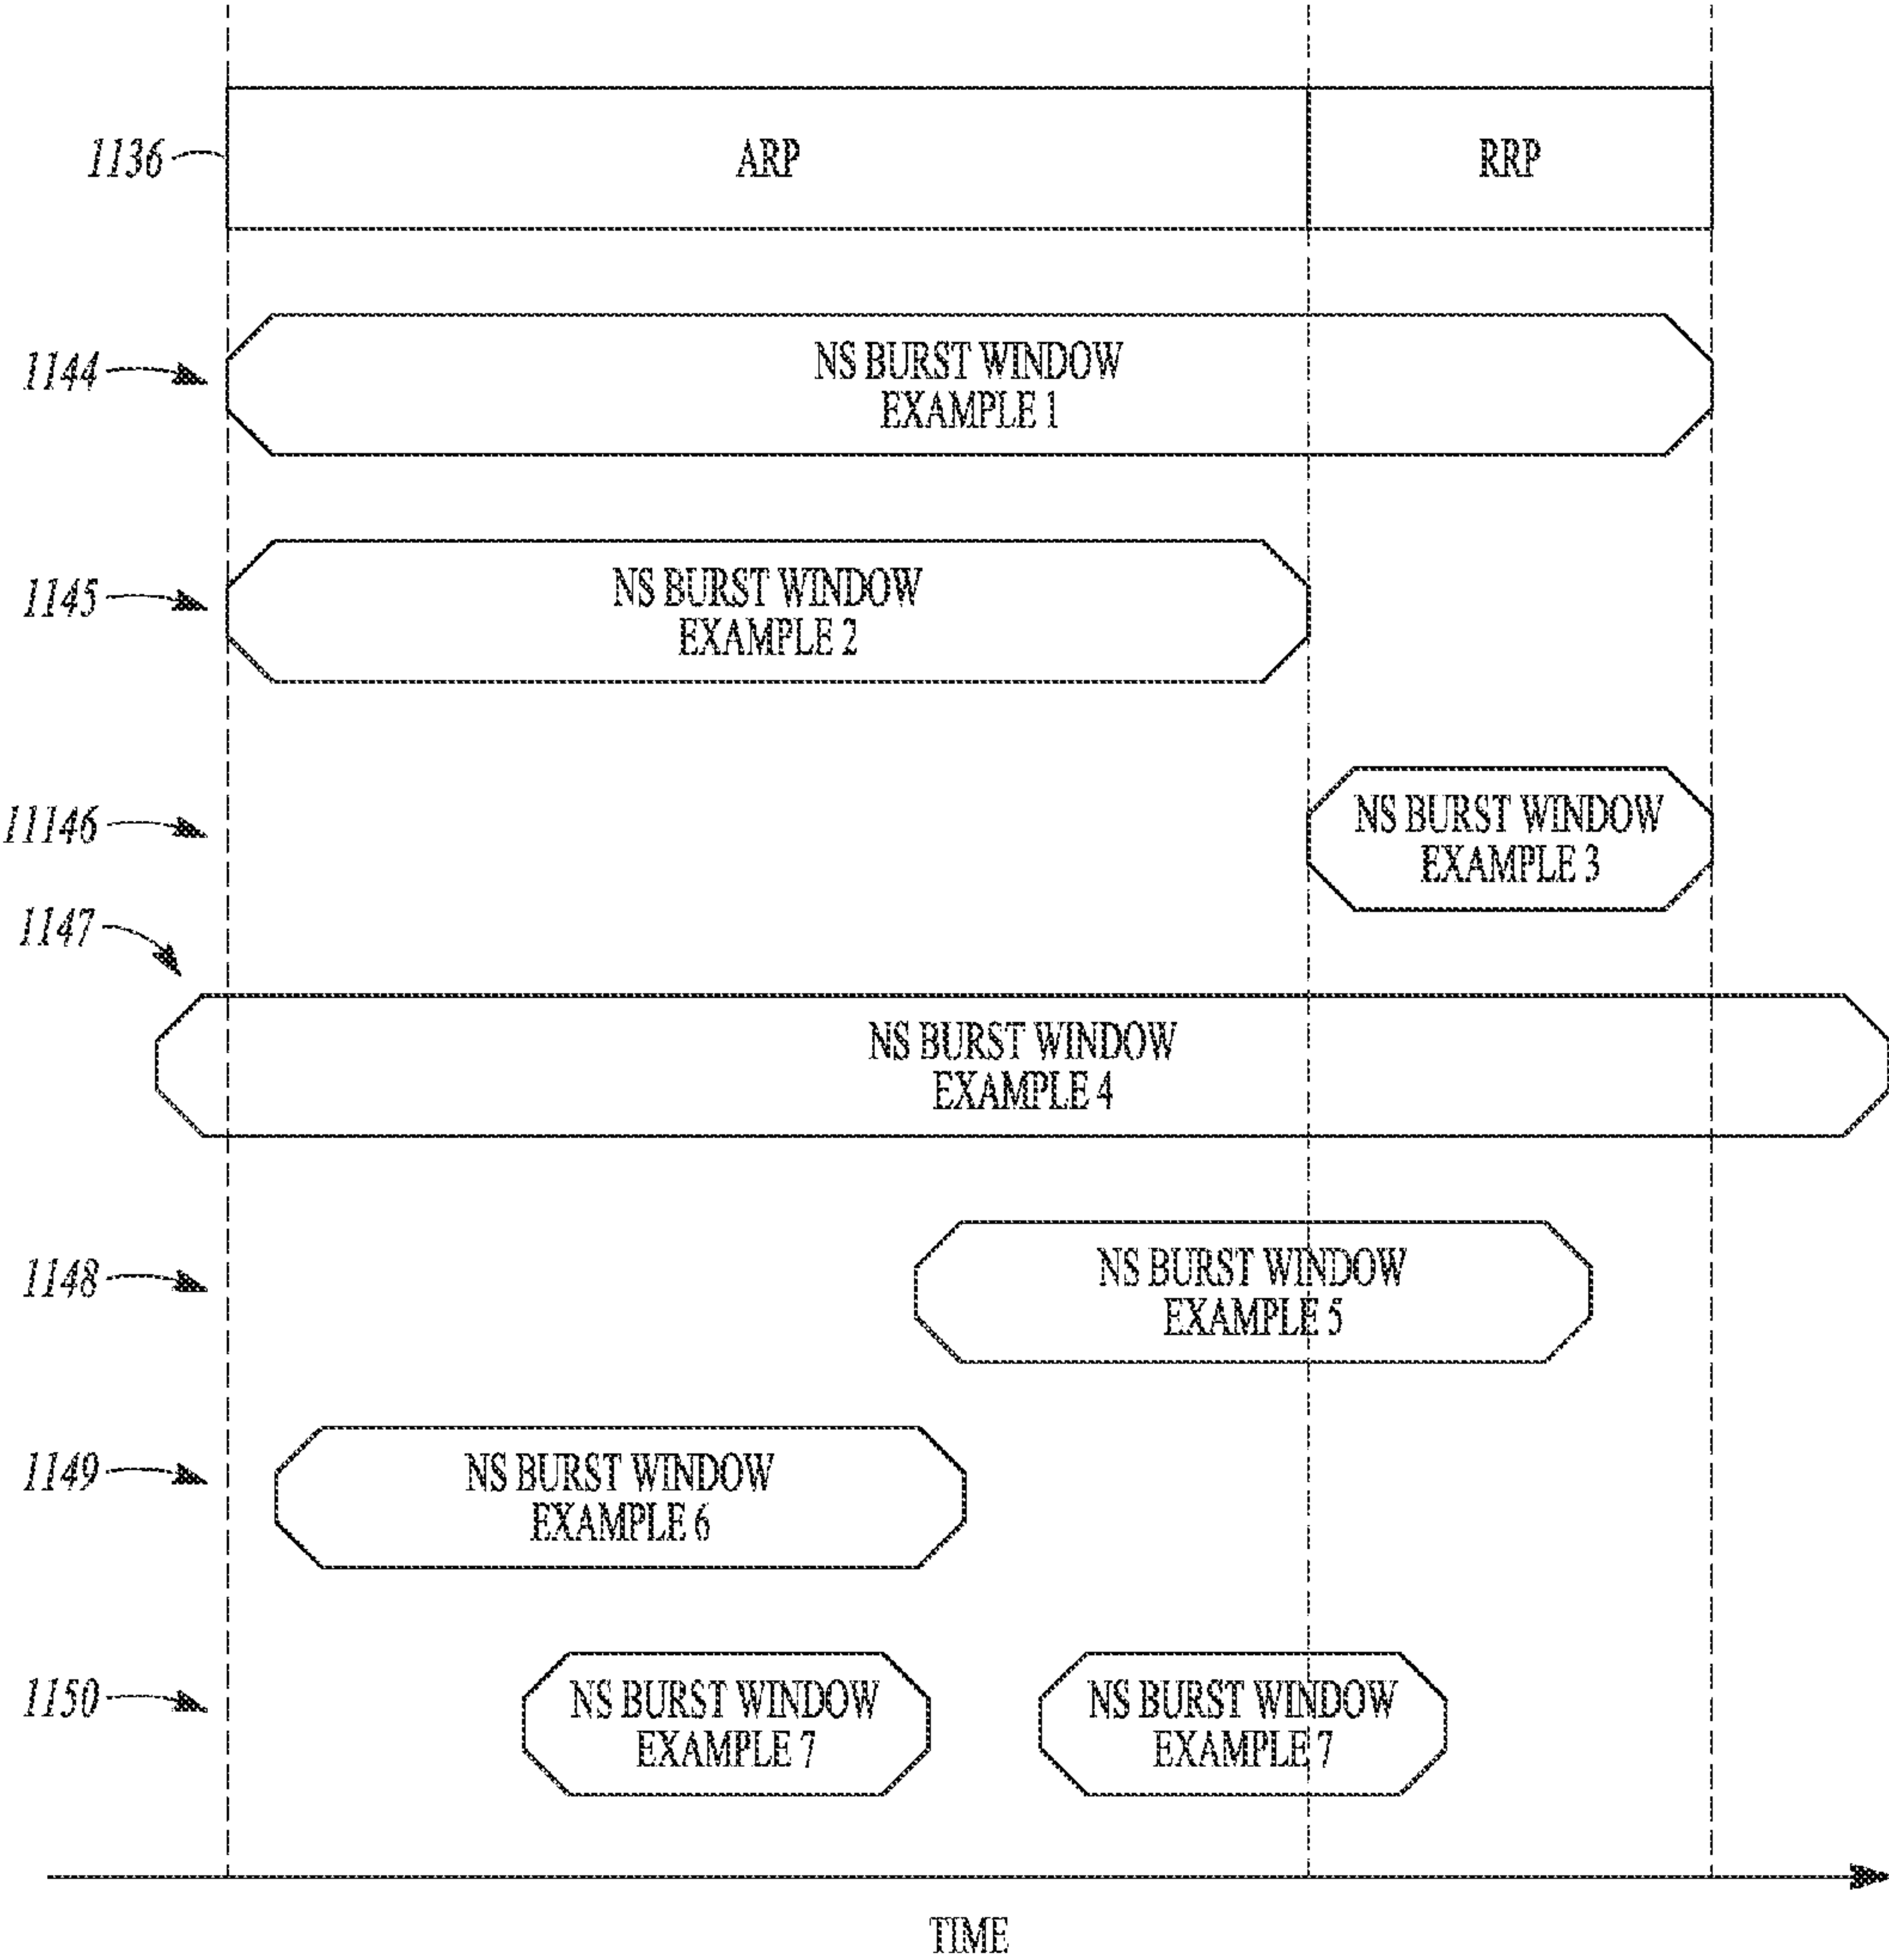 1136
ARP
RRP
1144
NS BURST WINDOW
EXAMPLE 1
1145
NS BURST WINDOW
EXAMPLE 2
11146
NS BURST WINDOW
EXAMPLE 3
1147
NS BURST WINDOW
EXAMPLE 4
1148
NS BURST WINDOW
EXAMPLE 5
1149
NS BURST WINDOW
EXAMPLE 6
1150
NS BURST WINDOW
EXAMPLE 7
NS BURST WINDOW
EXAMPLE 7
TIME